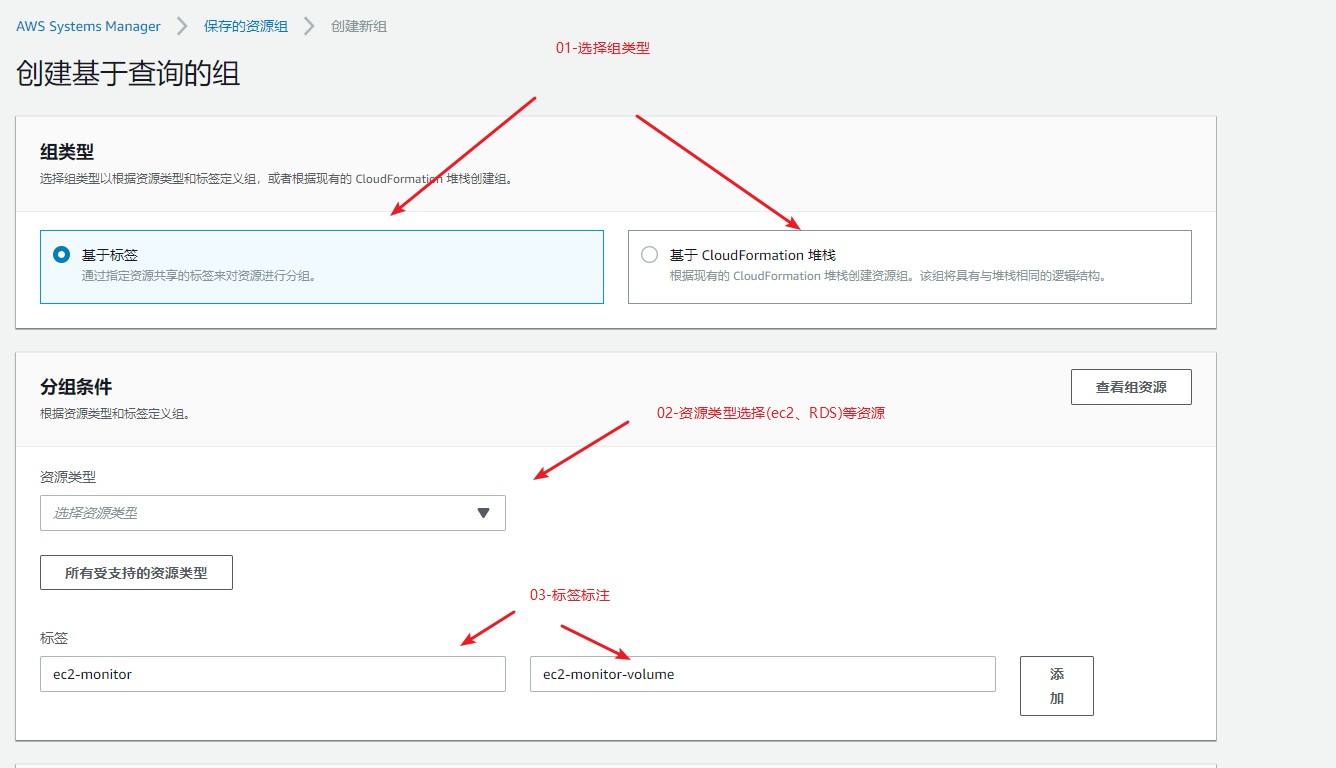 AWS Systems Manager > 保存的资源组 > 创建新组
01-选择组类型
创建基于查询的组
组类型
选择组类型以根据资源类型和标签定义组，或者根据现有的 CloudFormation 堆栈创建组。
基于标签
通过指定资源共享的标签来对资源进行分组。
基于 CloudFormation 堆栈
根据现有的 CloudFormation 堆栈创建资源组。该组将具有与堆栈相同的逻辑结构。
分组条件
查看组资源
根据资源类型和标签定义组。
02-资源类型选择(ec2、RDS)等资源
资源类型
选择资源类型
所有受支持的资源类型
03-标签标注
标签
ec2-monitor
ec2-monitor-volume
添
加